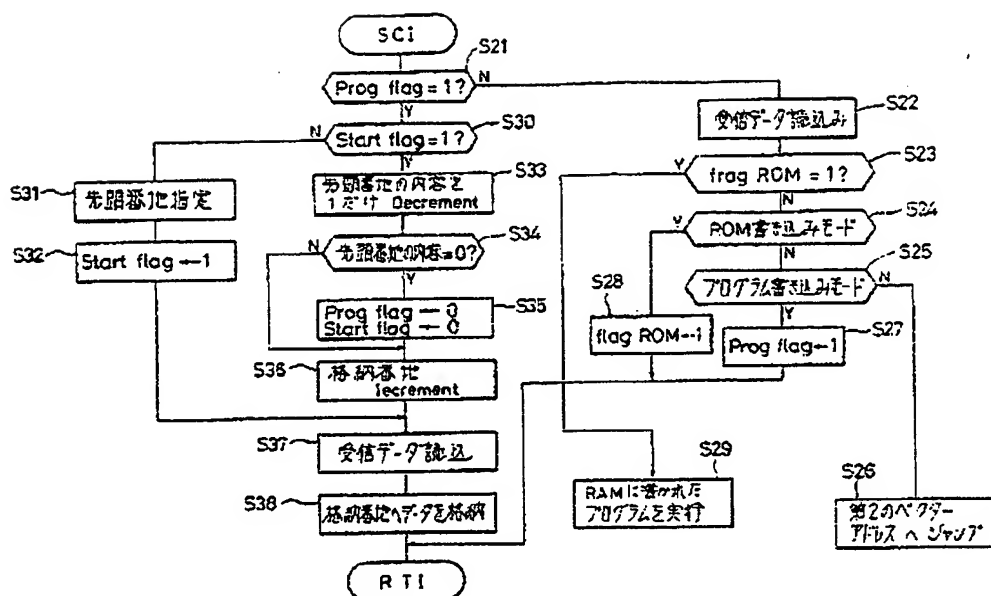 SCi
S21
Prog flag = 1?
N
Y
S22
受信データ読込み
S30
N
Start flag = 1?
Y
S23
Y
frag ROM = 1?
N
S33
先頭番地の内容を
1だけ Decrement
S31
先頭番地指定
S24
Y
ROM書き込みモード
N
S34
N
先頭番地の内容=0?
Y
S32
Start flag ← 1
S25
プログラム書き込みモード
N
Y
S35
Prog flag ← 0
Start flag ← 0
S28
flag ROM ← 1
S27
Prog flag ← 1
S36
格納番地
Iecrement
S37
受信データ読込
S38
格納番地へデータを格納
S29
RAMに書かれた
プログラムを実行
S26
第2のベクター
アドレスへジャンプ
RTI